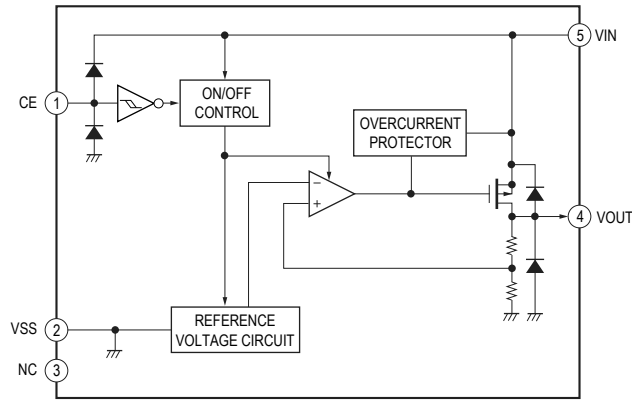 5 VIN
CE 1
ON/OFF
CONTROL
OVERCURRENT
PROTECTOR
−
+
4 VOUT
VSS 2
REFERENCE
VOLTAGE CIRCUIT
NC 3